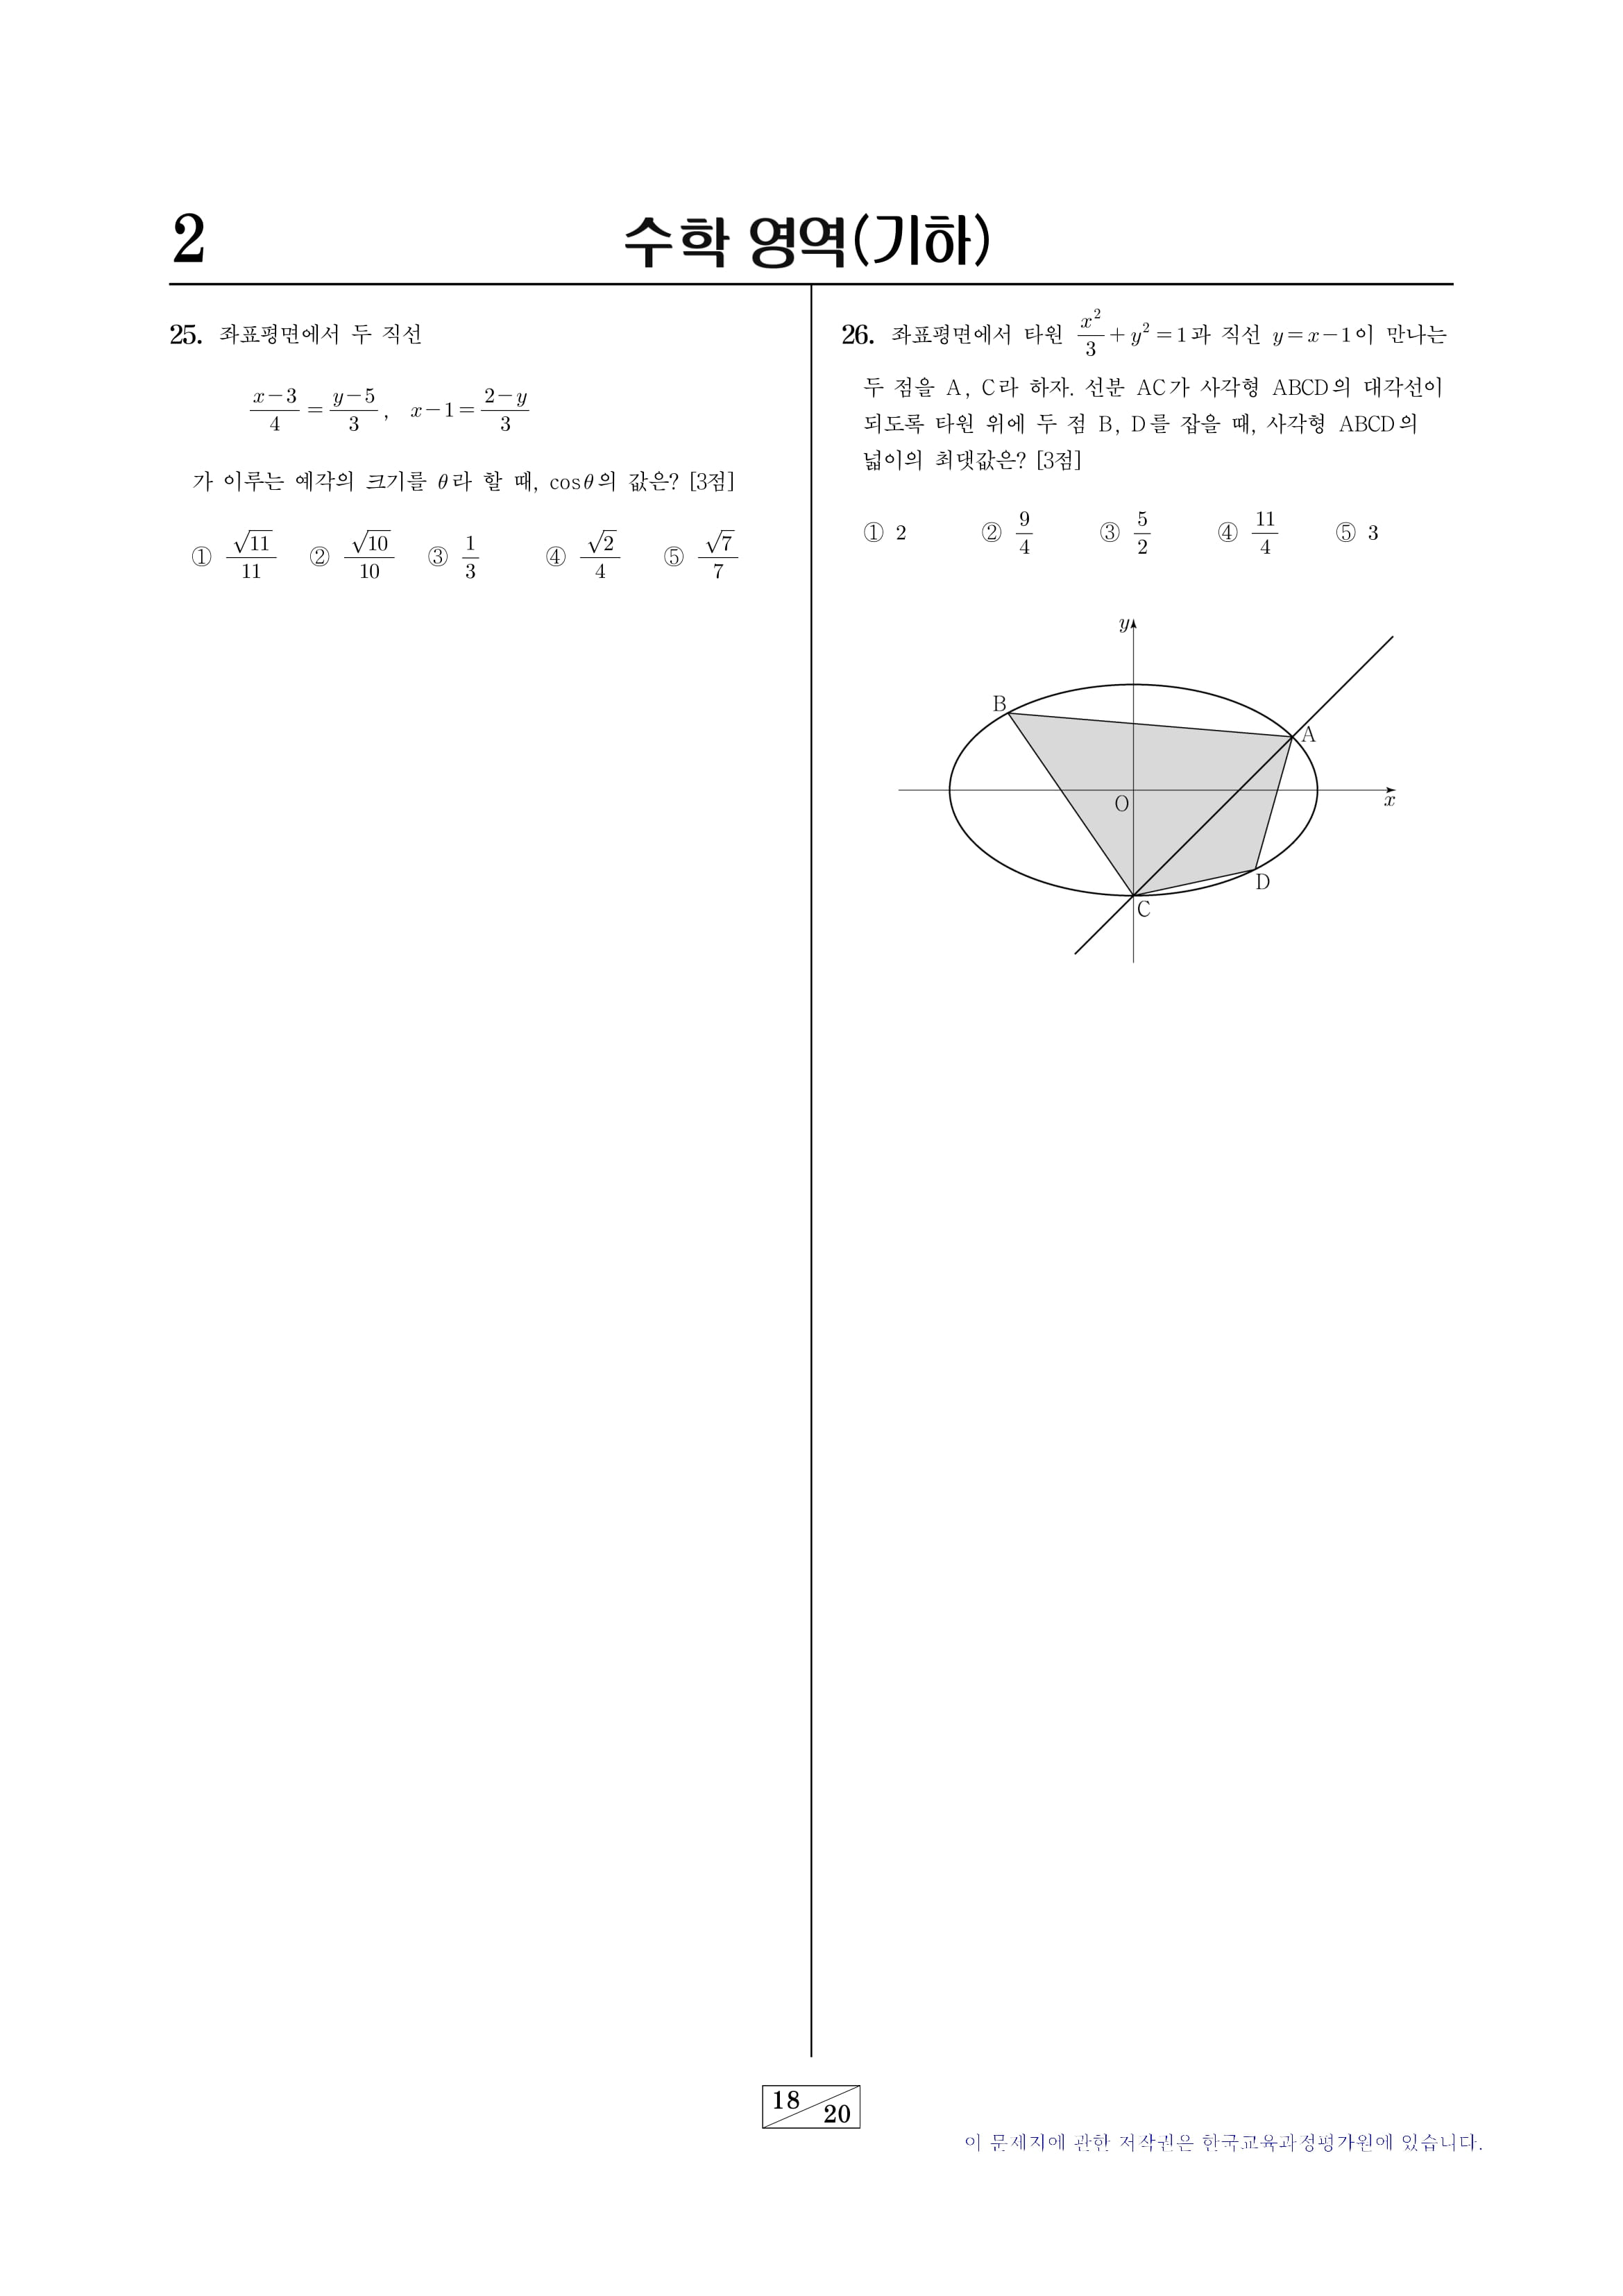 2
수학 영역(기하)
25. 좌표평면에서 두 직선
\frac{x-3}{4} = \frac{y-5}{3}, x-1 = \frac{2-y}{3}
가 이루는 예각의 크기를 θ라 할 때, cosθ의 값은? [3점]
① \frac{\sqrt{11}}{11} ② \frac{\sqrt{10}}{10} ③ \frac{1}{3} ④ \frac{\sqrt{2}}{4} ⑤ \frac{\sqrt{7}}{7}
26. 좌표평면에서 타원 \frac{x^2}{3} + y^2 = 1과 직선 y = x-1이 만나는
두 점을 A, C라 하자. 선분 AC가 사각형 ABCD의 대각선이
되도록 타원 위에 두 점 B, D를 잡을 때, 사각형 ABCD의
넓이의 최댓값은? [3점]
① 2 ② \frac{9}{4} ③ \frac{5}{2} ④ \frac{11}{4} ⑤ 3
y
B
A
O
x
D
C
18
20
이 문제지에 관한 저작권은 한국교육과정평가원에 있습니다.